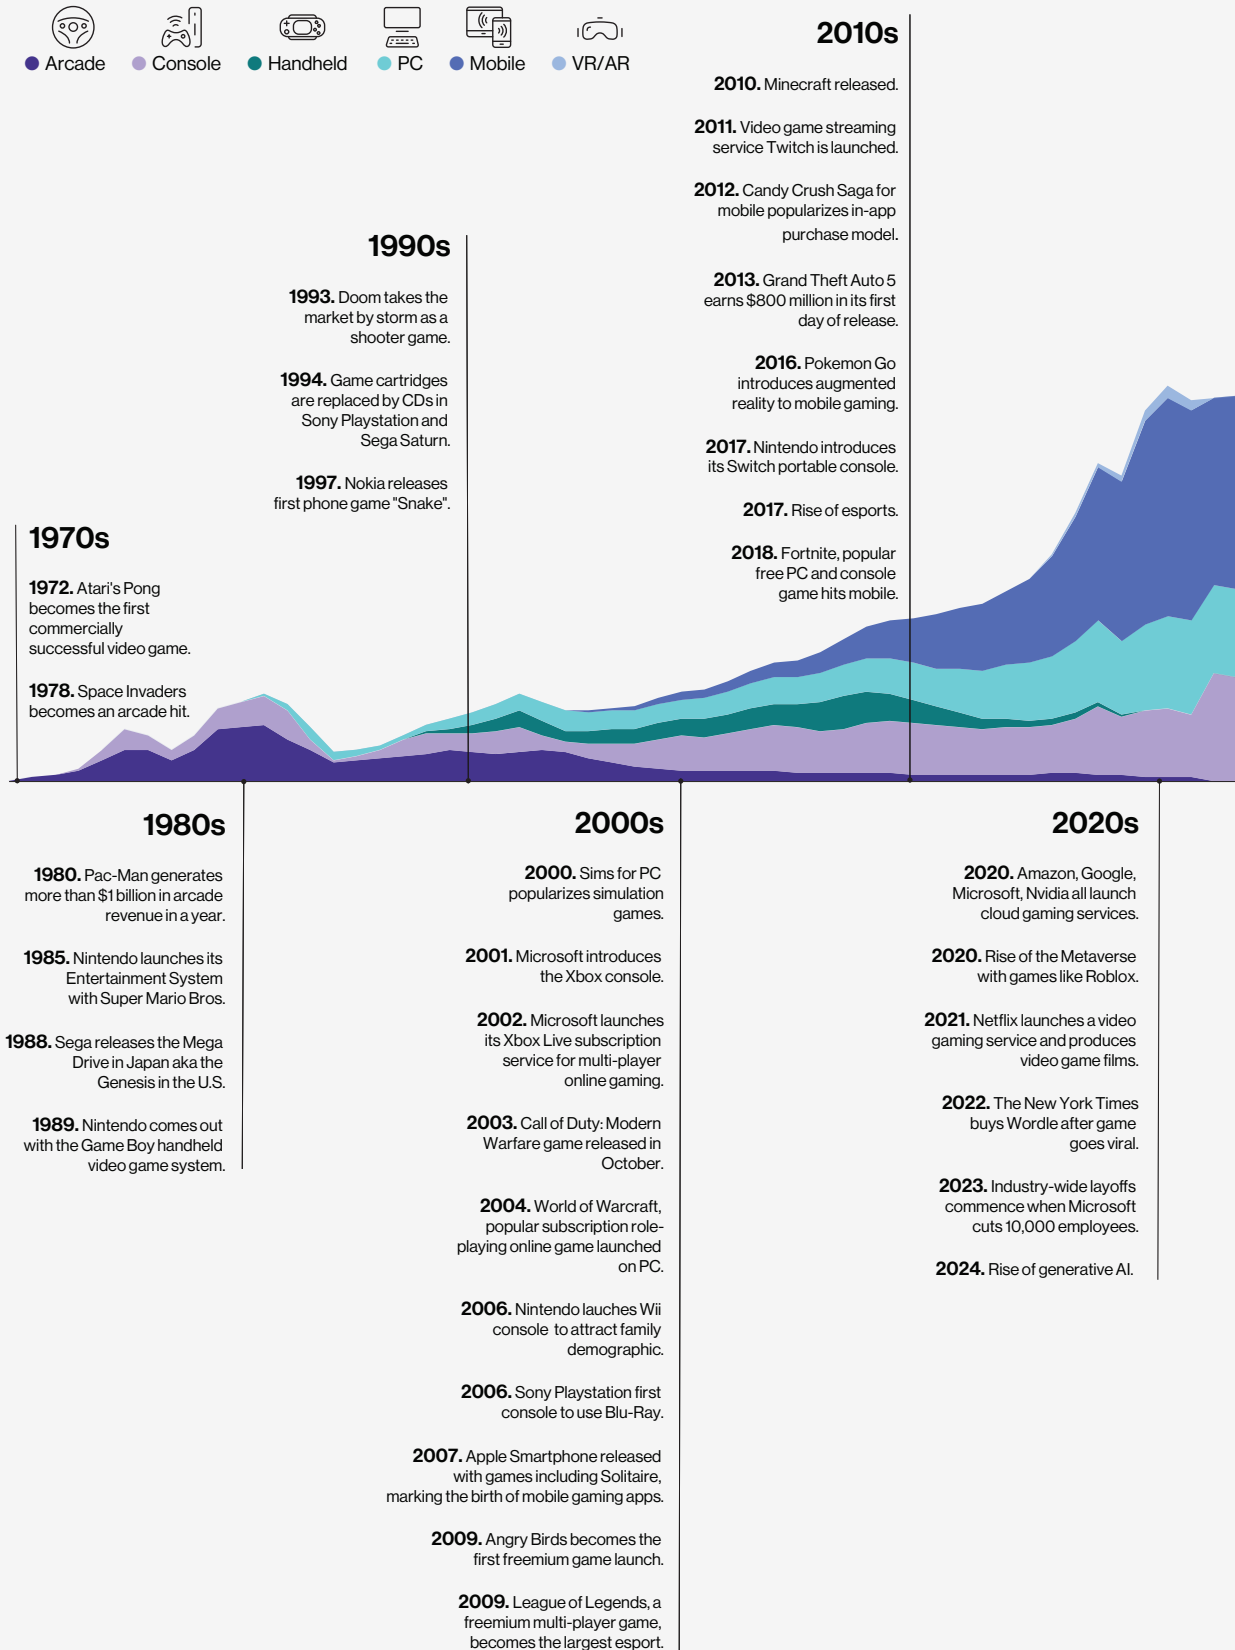 Arcade
Console
Handheld
PC
Mobile
VR/AR
1970s
1972. Atari's Pong
becomes the first
commercially
successful video game.
1978. Space Invaders
becomes an arcade hit.
1980s
1980. Pac-Man generates
more than $1 billion in arcade
revenue in a year.
1985. Nintendo launches its
Entertainment System
with Super Mario Bros.
1988. Sega releases the Mega
Drive in Japan aka the
Genesis in the U.S.
1989. Nintendo comes out
with the Game Boy handheld
video game system.
1990s
1993. Doom takes the
market by storm as a
shooter game.
1994. Game cartridges
are replaced by CDs in
Sony Playstation and
Sega Saturn.
1997. Nokia releases
first phone game "Snake".
2000s
2000. Sims for PC
popularizes simulation
games.
2001. Microsoft introduces
the Xbox console.
2002. Microsoft launches
its Xbox Live subscription
service for multi-player
online gaming.
2003. Call of Duty: Modern
Warfare game released in
October.
2004. World of Warcraft,
popular subscription role-
playing online game launched
on PC.
2006. Nintendo lauches Wii
console to attract family
demographic.
2006. Sony Playstation first
console to use Blu-Ray.
2007. Apple Smartphone released
with games including Solitaire,
marking the birth of mobile gaming apps.
2009. Angry Birds becomes the
first freemium game launch.
2009. League of Legends, a
freemium multi-player game,
becomes the largest esport.
2010s
2010. Minecraft released.
2011. Video game streaming
service Twitch is launched.
2012. Candy Crush Saga for
mobile popularizes in-app
purchase model.
2013. Grand Theft Auto 5
earns $800 million in its first
day of release.
2016. Pokemon Go
introduces augmented
reality to mobile gaming.
2017. Nintendo introduces
its Switch portable console.
2017. Rise of esports.
2018. Fortnite, popular
free PC and console
game hits mobile.
2020s
2020. Amazon, Google,
Microsoft, Nvidia all launch
cloud gaming services.
2020. Rise of the Metaverse
with games like Roblox.
2021. Netflix launches a video
gaming service and produces
video game films.
2022. The New York Times
buys Wordle after game
goes viral.
2023. Industry-wide layoffs
commence when Microsoft
cuts 10,000 employees.
2024. Rise of generative AI.